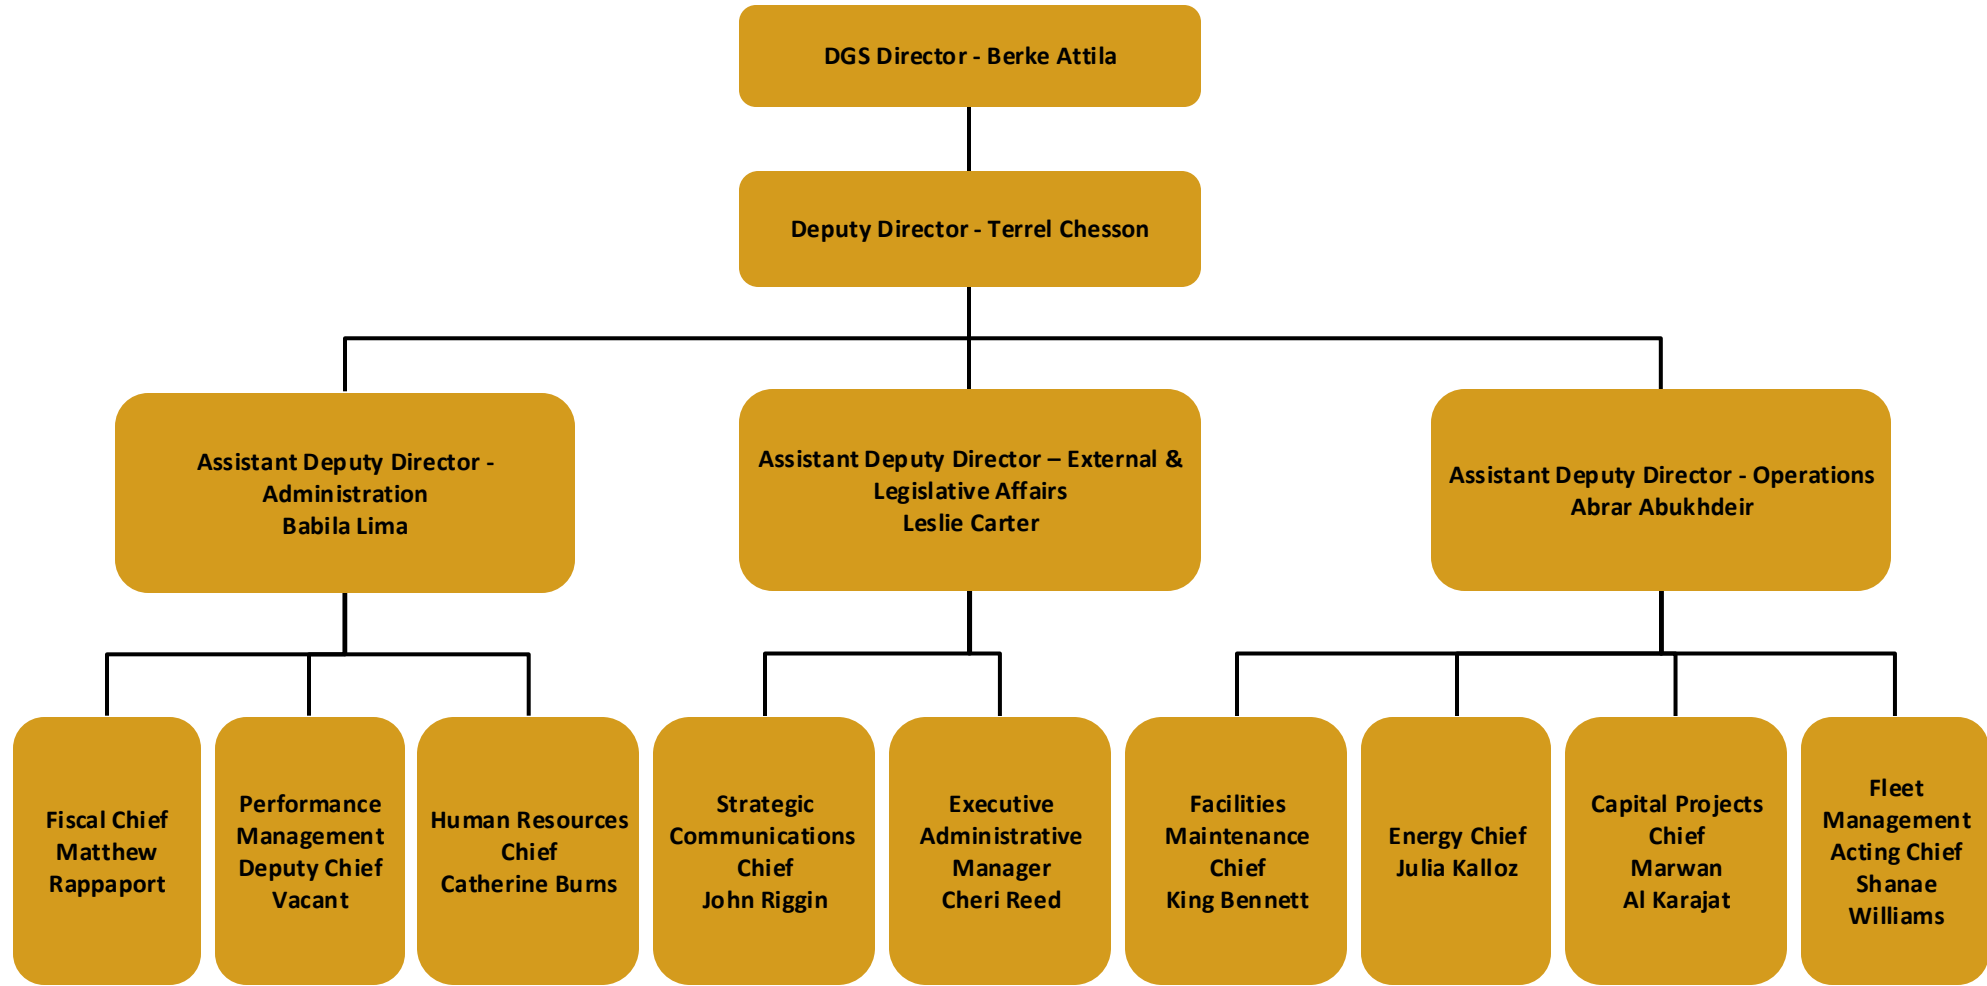 DGS Director - Berke Attila
Deputy Director - Terrel Chesson
Assistant Deputy Director -
Administration
Babila Lima
Assistant Deputy Director – External &
Legislative Affairs
Leslie Carter
Assistant Deputy Director - Operations
Abrar Abukhdeir
Fiscal Chief
Matthew
Rappaport
Performance
Management
Deputy Chief
Vacant
Human Resources
Chief
Catherine Burns
Strategic
Communications
Chief
John Riggin
Executive
Administrative
Manager
Cheri Reed
Facilities
Maintenance
Chief
King Bennett
Energy Chief
Julia Kalloz
Capital Projects
Chief
Marwan
Al Karajat
Fleet
Management
Acting Chief
Shanae
Williams